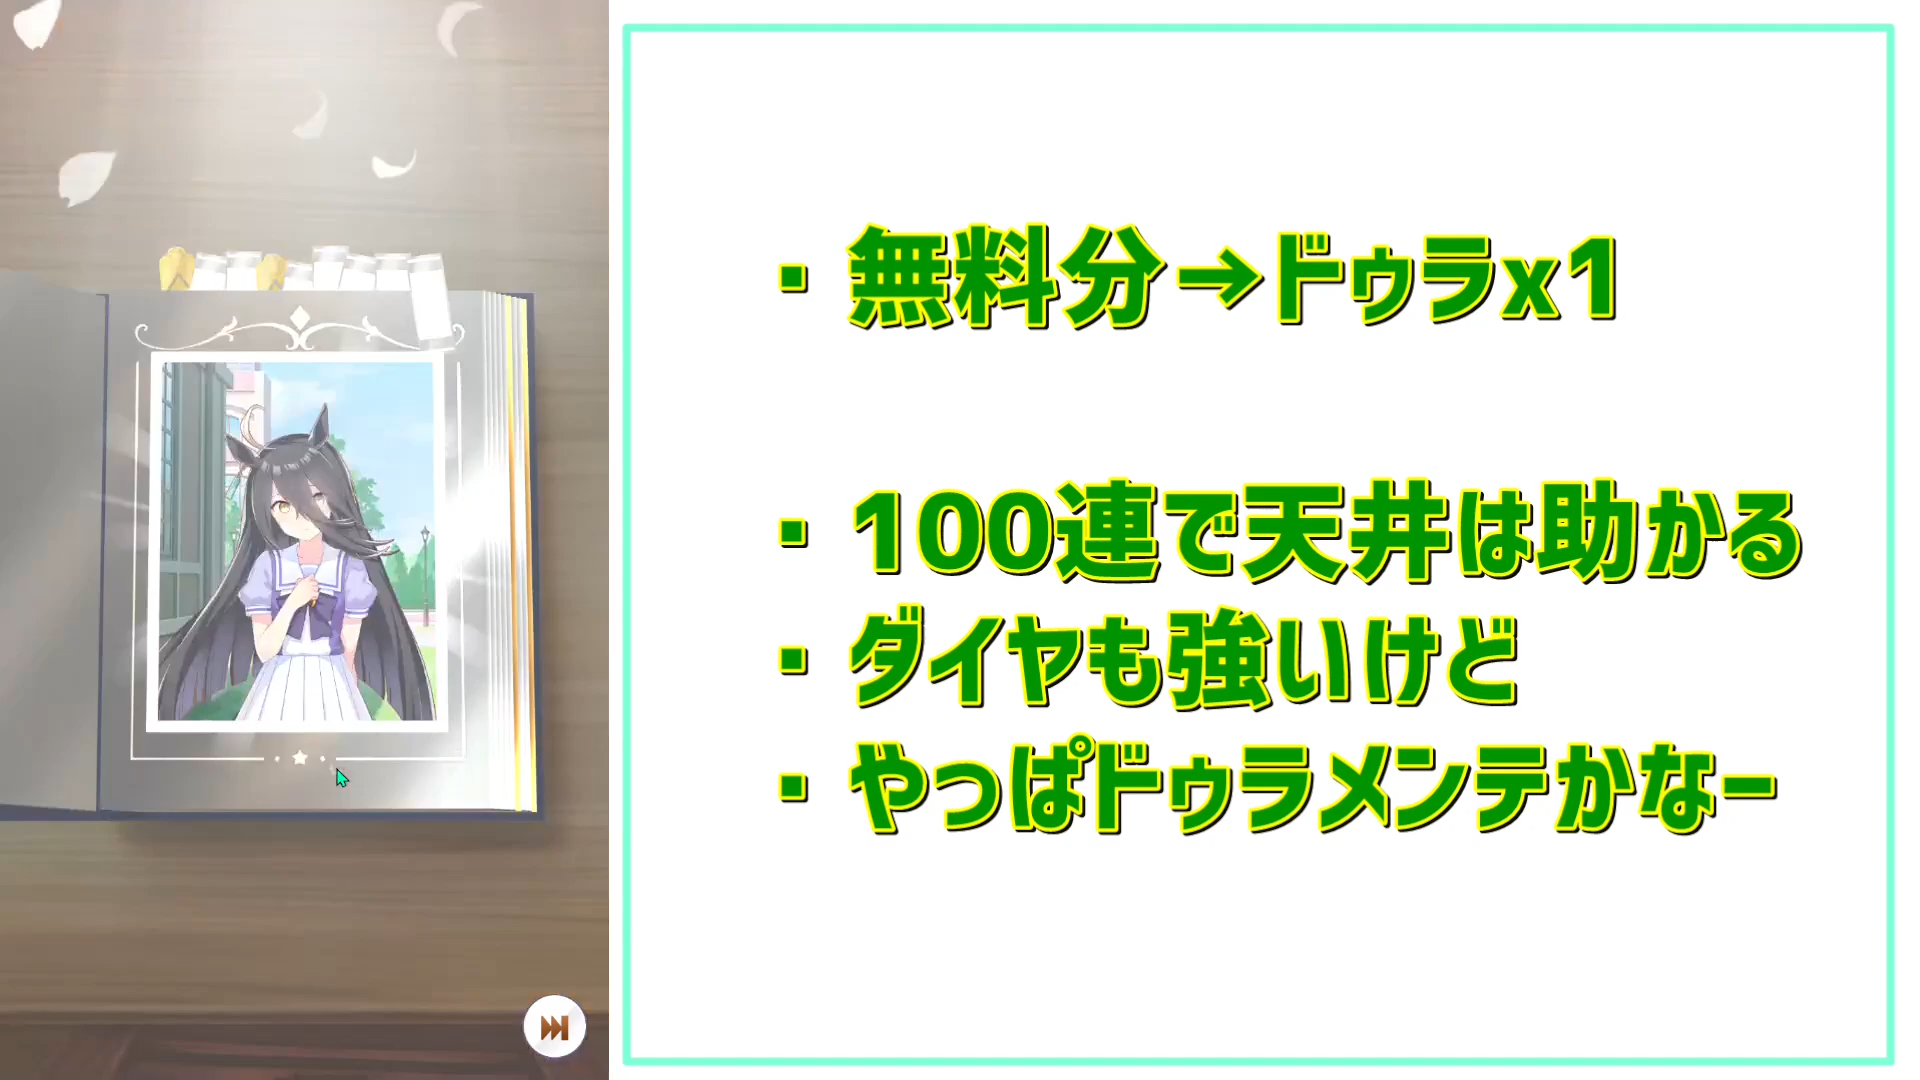 ・無料分→ドゥラx1
・100連で天井は助かる
・ダイヤも強いけど
・やっぱドゥラメンテかなー